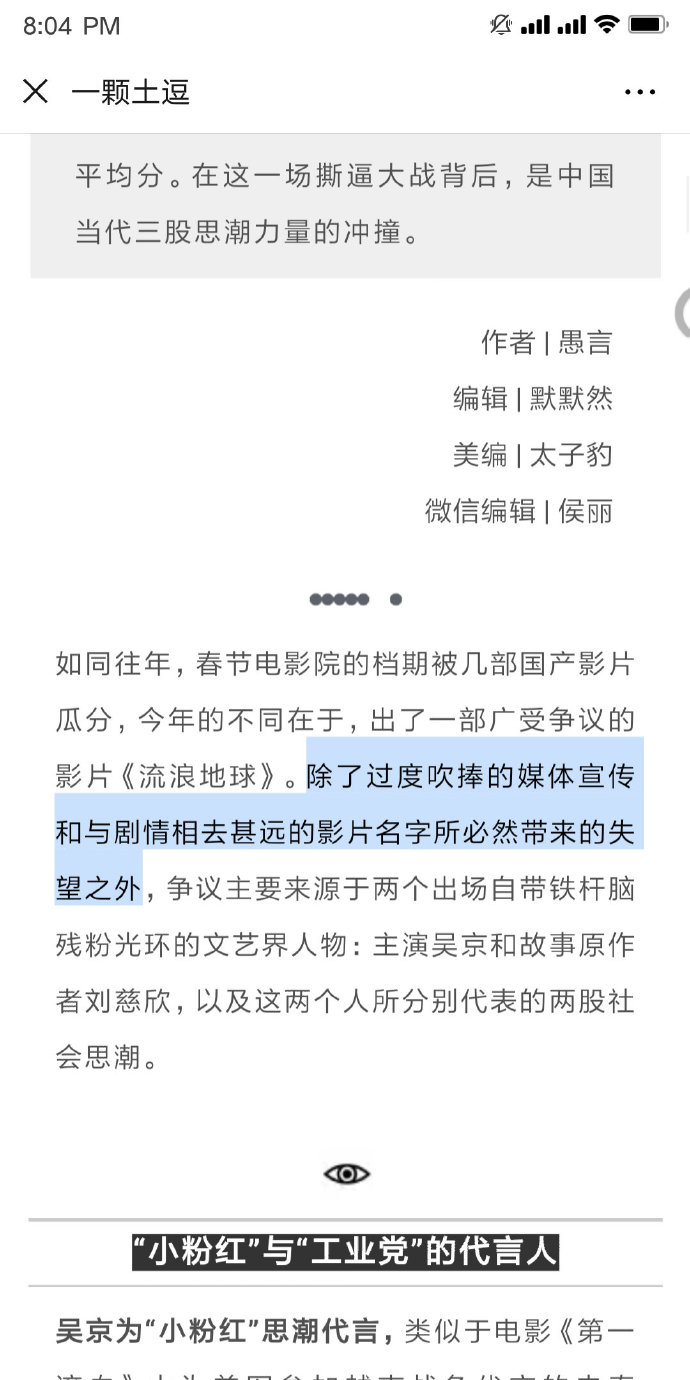 8:04 PM
一颗土逗
平均分。在这一场撕逼大战背后，是中国
当代三股思潮力量的冲撞。
作者 | 愚言
编辑 | 默默然
美编 | 太子豹
微信编辑 | 侯丽
如同往年，春节电影院的档期被几部国产影片
瓜分，今年的不同在于，出了一部广受争议的
影片《流浪地球》。除了过度吹捧的媒体宣传
和与剧情相去甚远的影片名字所必然带来的失
望之外，争议主要来源于两个出场自带铁杆脑
残粉光环的文艺界人物：主演吴京和故事原作
者刘慈欣，以及这两个人所分别代表的两股社
会思潮。
“小粉红”与“工业党”的代言人
吴京为“小粉红”思潮代言，类似于电影《第一